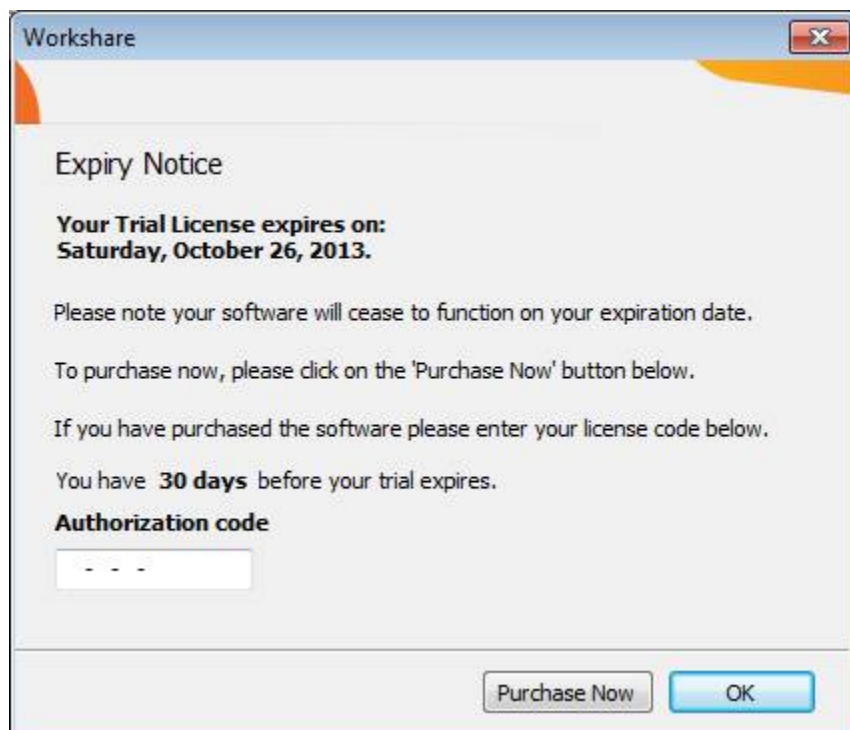 Workshare
Expiry Notice
Your Trial License expires on:
Saturday, October 26, 2013.
Please note your software will cease to function on your expiration date.
To purchase now, please click on the 'Purchase Now' button below.
If you have purchased the software please enter your license code below.
You have 30 days before your trial expires.
Authorization code
- - -
Purchase Now OK